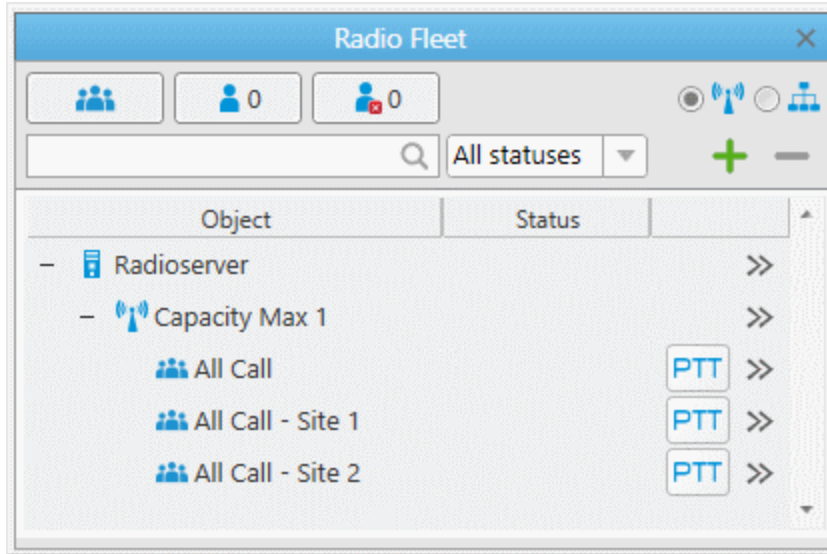 Radio Fleet
0 0
All statuses
Object Status
Radioserver
Capacity Max 1
All Call PTT
All Call - Site 1 PTT
All Call - Site 2 PTT